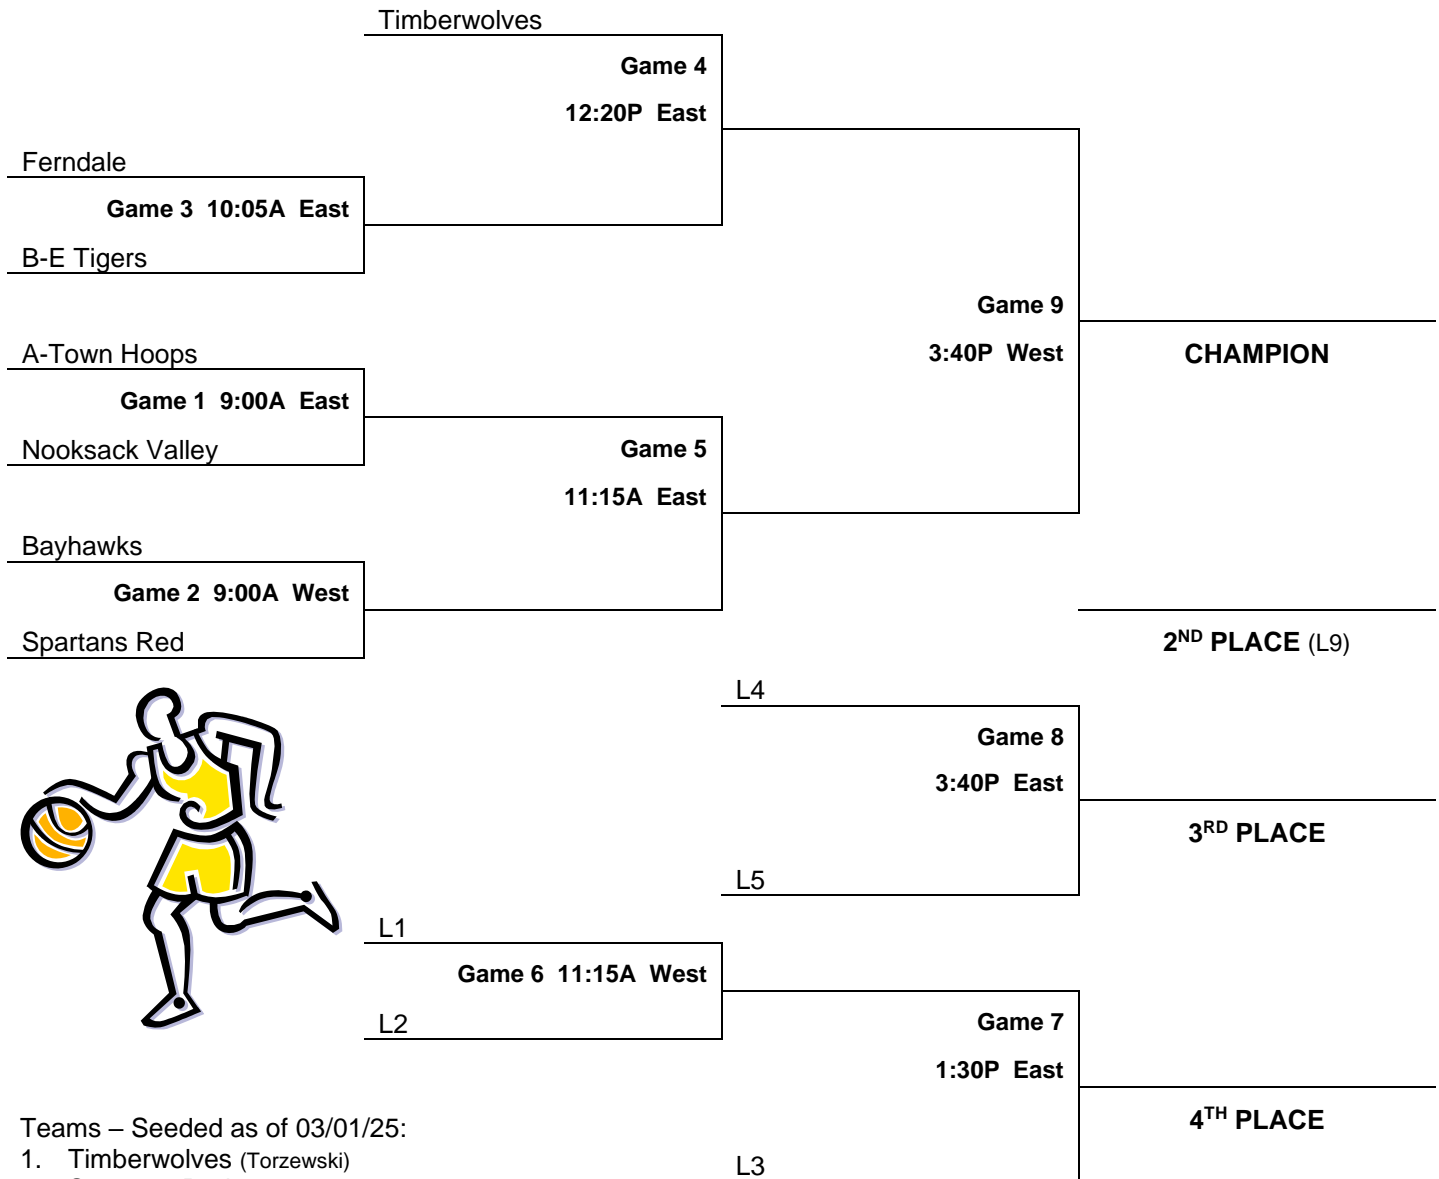 Timberwolves
Game 4
12:20P East
Ferndale
Game 3 10:05A East
B-E Tigers
Game 9
3:40P West
CHAMPION
A-Town Hoops
Game 1 9:00A East
Nooksack Valley
Game 5
11:15A East
Bayhawks
Game 2 9:00A West
Spartans Red
2ND PLACE (L9)
L4
Game 8
3:40P East
3RD PLACE
L5
L1
Game 6 11:15A West
L2
Game 7
1:30P East
4TH PLACE
L3
Teams – Seeded as of 03/01/25:
1. Timberwolves (Torzewski)